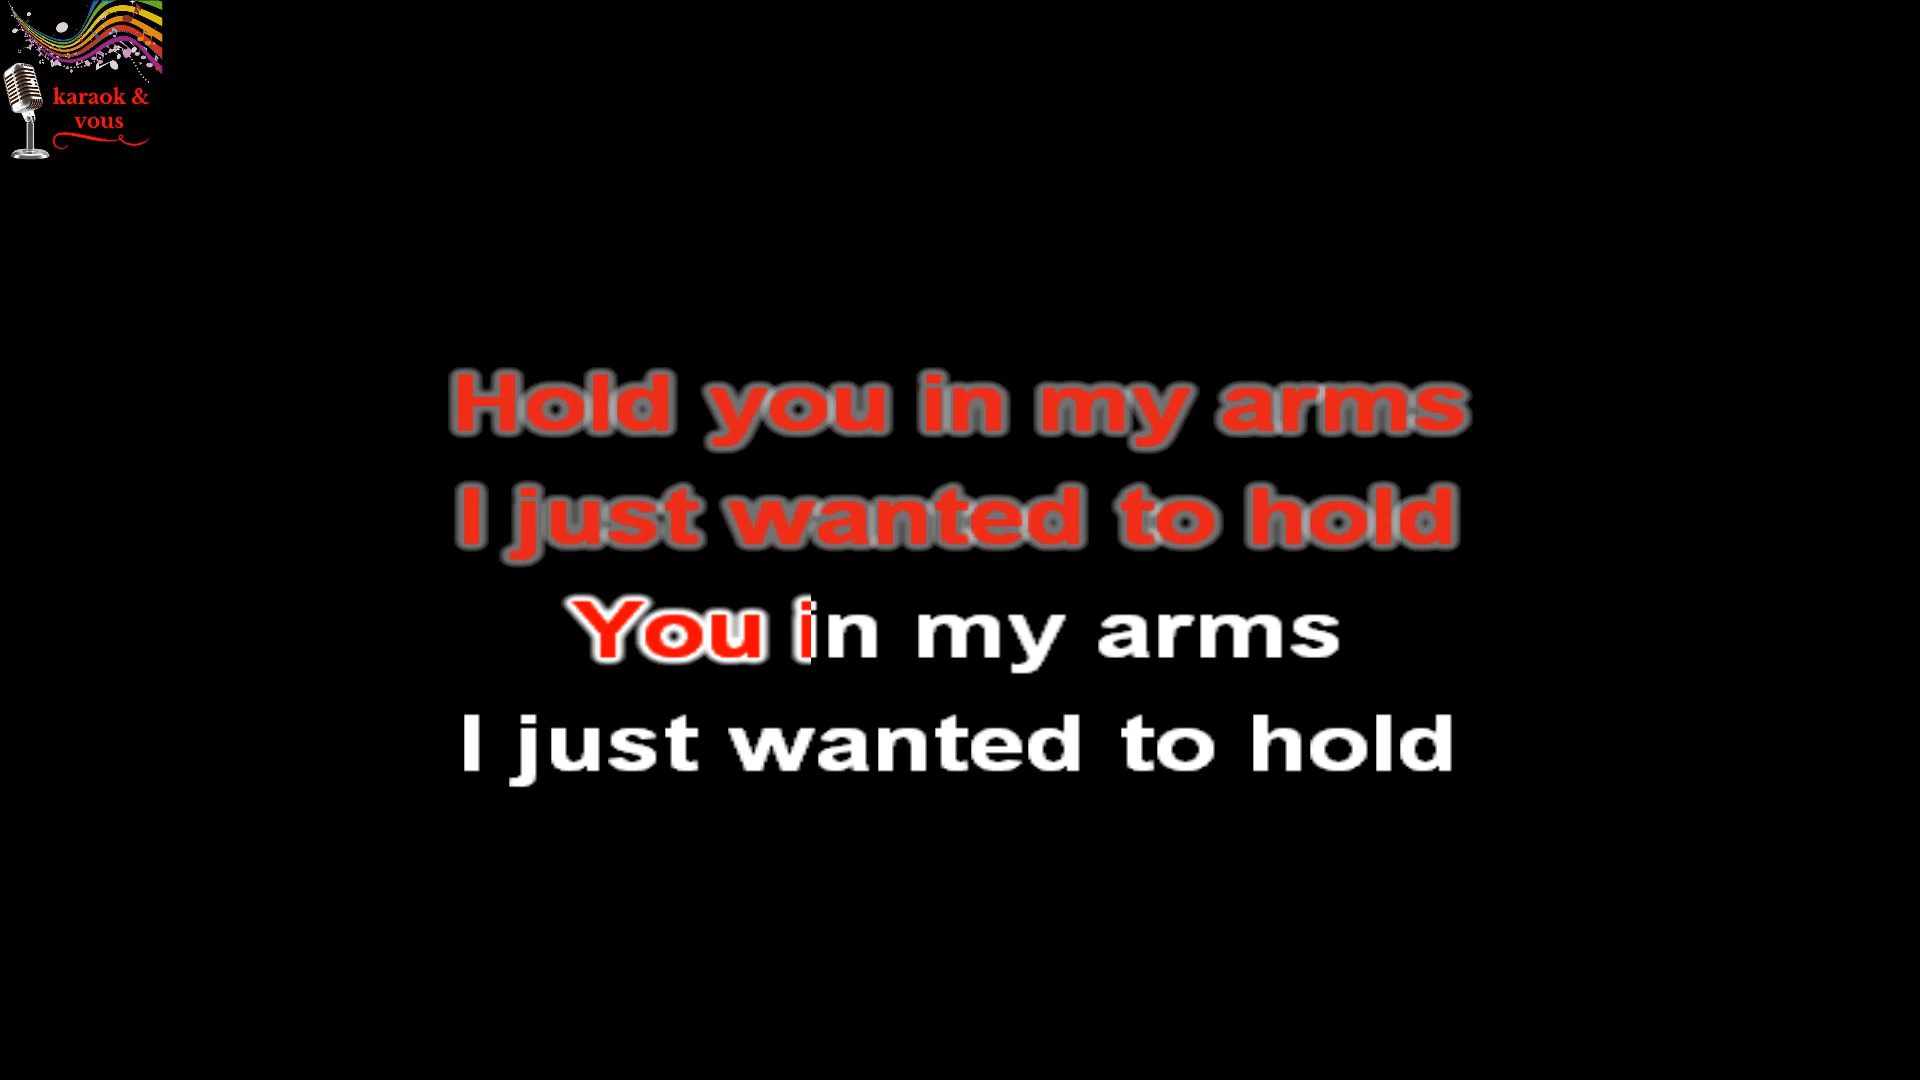 karaok &
vous
Hold you in my arms
I just wanted to hold
You in my arms
I just wanted to hold